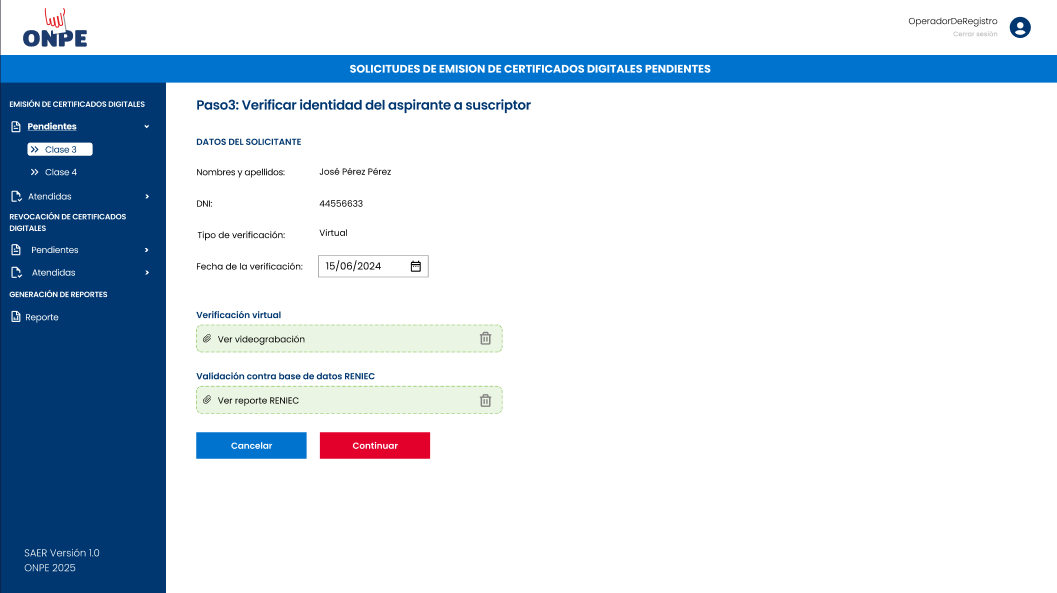 ONPE
OperadorDeRegistro
Cerrar sesión
SOLICITUDES DE EMISION DE CERTIFICADOS DIGITALES PENDIENTES
EMISIÓN DE CERTIFICADOS DIGITALES
Pendientes
Clase 3
Clase 4
Atendidas
REVOCACIÓN DE CERTIFICADOS
DIGITALES
Pendientes
Atendidas
GENERACIÓN DE REPORTES
Reporte
SAER Versión 1.0
ONPE 2025
Paso3: Verificar identidad del aspirante a suscriptor
DATOS DEL SOLICITANTE
Nombres y apellidos: José Pérez Pérez
DNI: 44556633
Tipo de verificación: Virtual
Fecha de la verificación: 15/06/2024
Verificación virtual
Ver videograbación
Validación contra base de datos RENIEC
Ver reporte RENIEC
Cancelar Continuar